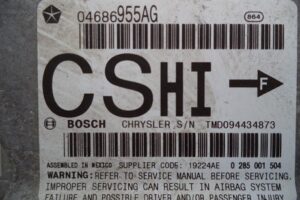 04686955AG 864
CSHI F
BOSCH CHRYSLER S/N TMD094434873
ASSEMBLED IN MEXICO SUPPLIER CODE: 19224AE 0 285 001 504
WARNING: REFER TO SERVICE MANUAL BEFORE SERVICING.
IMPROPER SERVICING CAN RESULT IN AIRBAG SYSTEM
FAILURE AND POSSIBLE DRIVER AND/OR PASSENGER INJURY